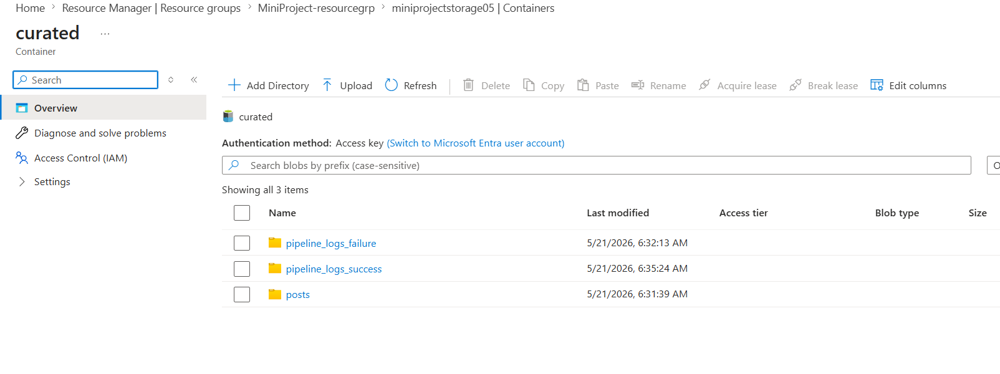 Home > Resource Manager | Resource groups > MiniProject-resourcegrp > miniprojectstorage05 | Containers
curated ...
Container
Search
Add Directory Upload Refresh Delete Copy Paste Rename Acquire lease Break lease Edit columns
Overview
Diagnose and solve problems
Access Control (IAM)
Settings
curated
Authentication method: Access key (Switch to Microsoft Entra user account)
Search blobs by prefix (case-sensitive)
Showing all 3 items
Name Last modified Access tier Blob type Size
pipeline_logs_failure 5/21/2026, 6:32:13 AM
pipeline_logs_success 5/21/2026, 6:35:24 AM
posts 5/21/2026, 6:31:39 AM